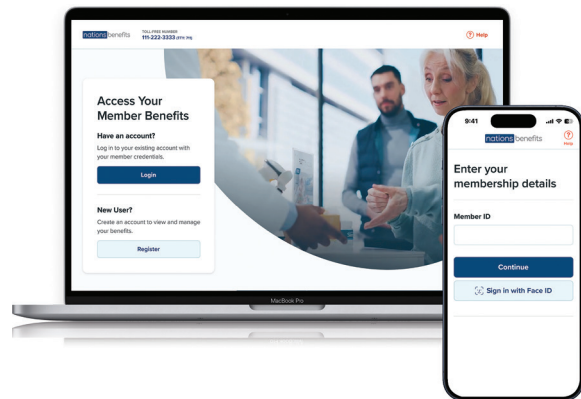 nations benefits
TOLL-FREE NUMBER
111-222-3333 (TTY: 711)
Help
Access Your
Member Benefits
Have an account?
Log in to your existing account with
your member credentials.
Login
New User?
Create an account to view and manage
your benefits.
Register
MacBook Pro
9:41
nations benefits
Help
Enter your
membership details
Member ID
Continue
Sign in with Face ID